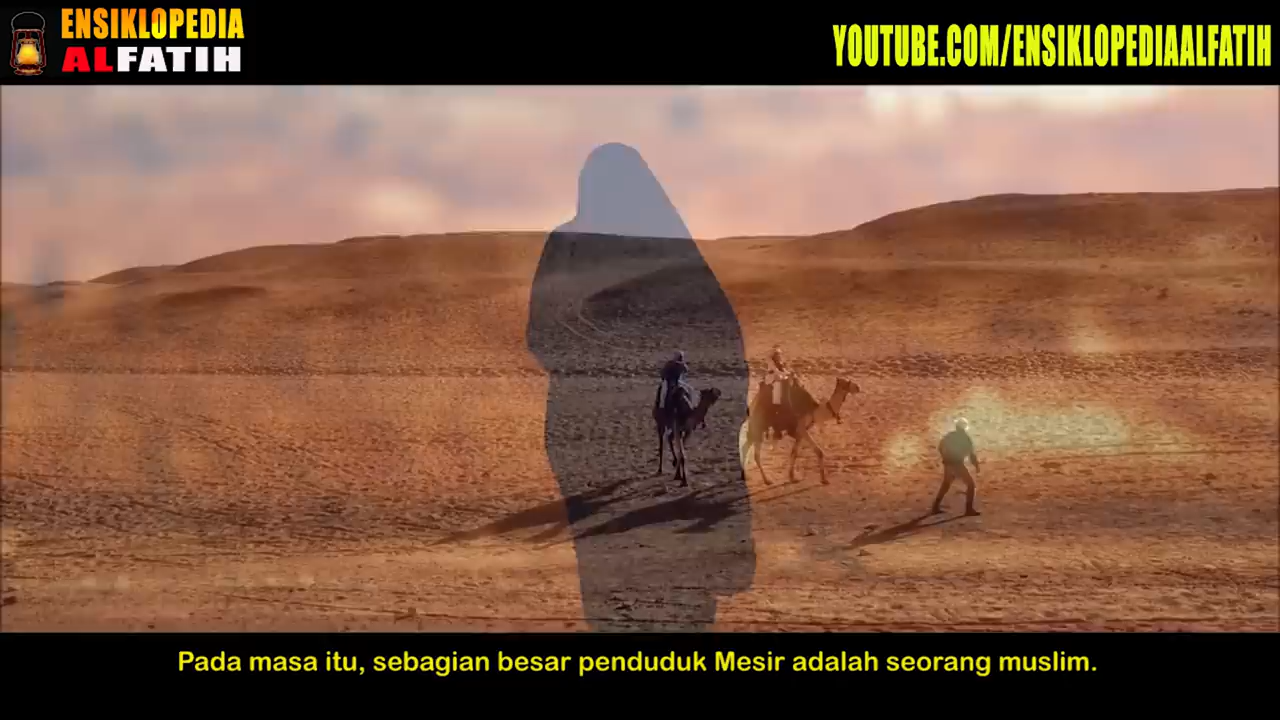 ENSIKLOPEDIA
ALFATIH
YOUTUBE.COM/ENSIKLOPEDIAALFATIH
Pada masa itu, sebagian besar penduduk Mesir adalah seorang muslim.